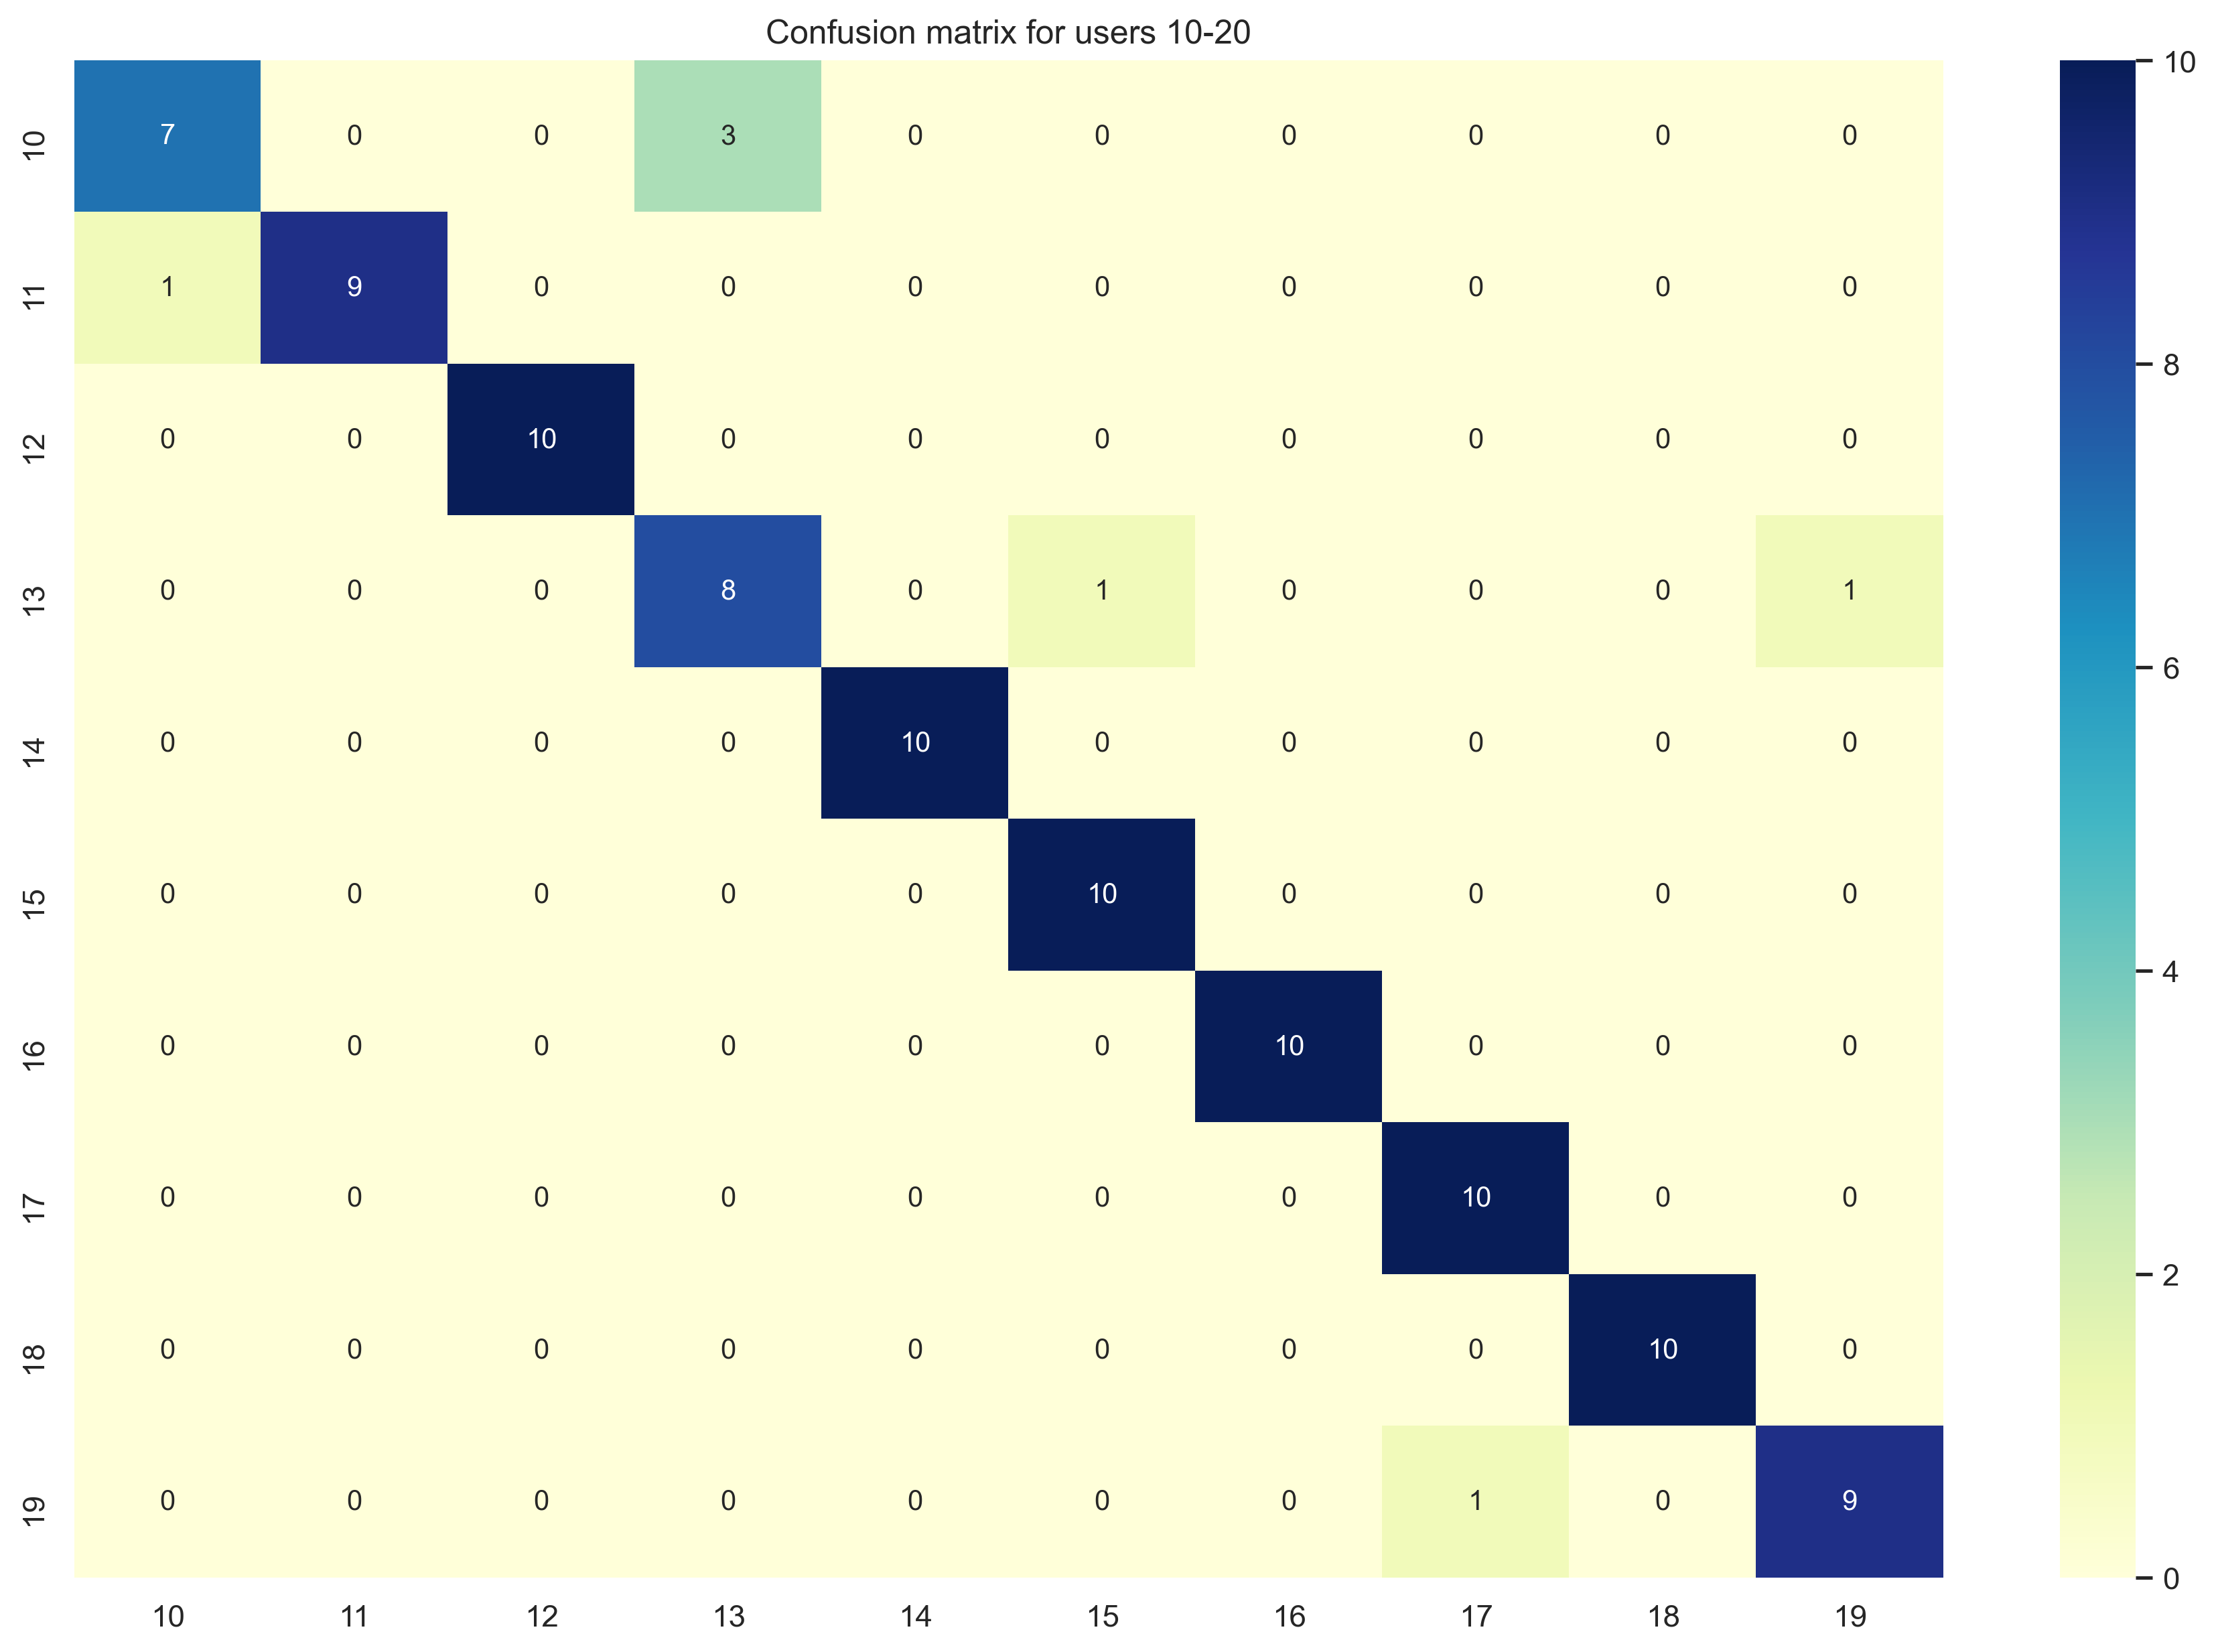 Confusion matrix for users 10-20
10 7 0 0 3 0 0 0 0 0 0
11 1 9 0 0 0 0 0 0 0 0
12 0 0 10 0 0 0 0 0 0 0
13 0 0 0 8 0 1 0 0 0 1
14 0 0 0 0 10 0 0 0 0 0
15 0 0 0 0 0 10 0 0 0 0
16 0 0 0 0 0 0 10 0 0 0
17 0 0 0 0 0 0 0 10 0 0
18 0 0 0 0 0 0 0 0 10 0
19 0 0 0 0 0 0 0 1 0 9
10 11 12 13 14 15 16 17 18 19
10
8
6
4
2
0